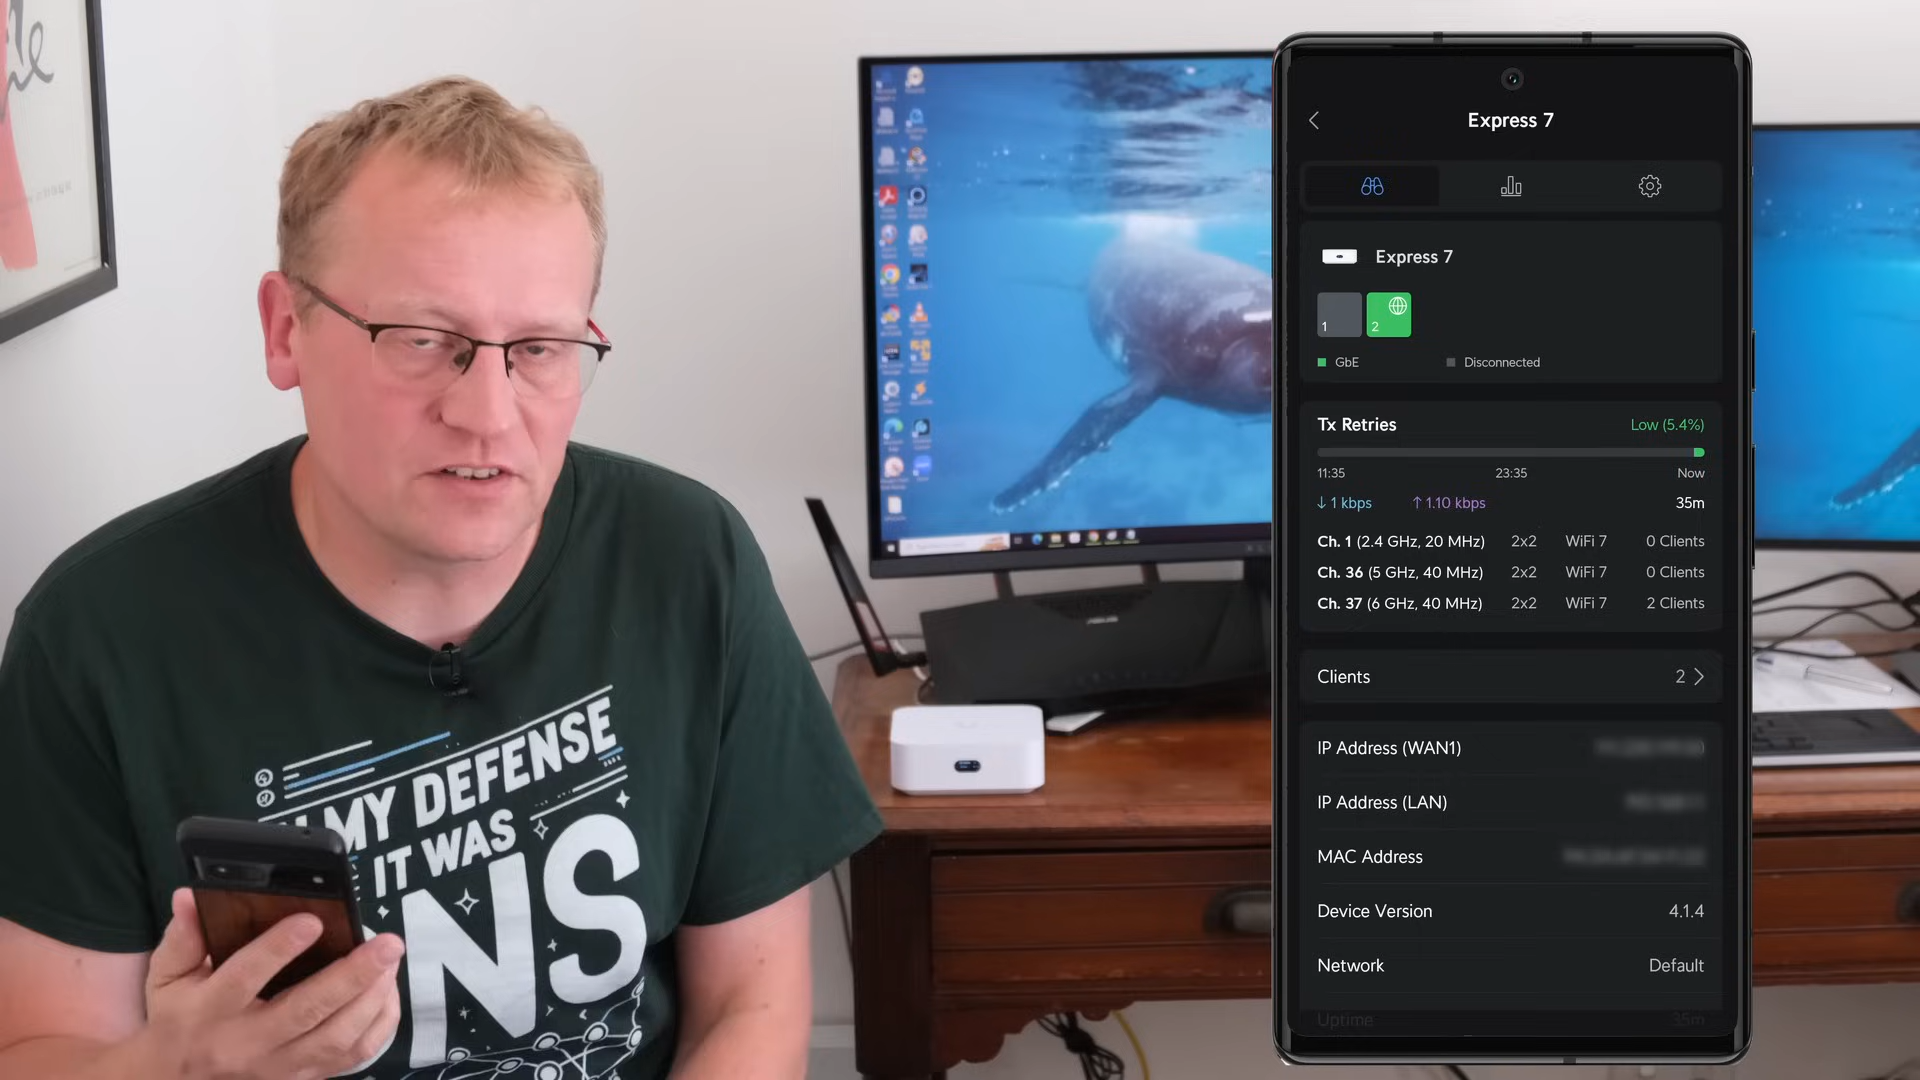 MY DEFENSE
IT WAS
DNS
Express 7
Express 7
1
2
GbE
Disconnected
Tx Retries
Low (5.4%)
11:35
23:35
Now
↓ 1 kbps
↑ 1.10 kbps
35m
Ch. 1 (2.4 GHz, 20 MHz) 2x2 WiFi 7 0 Clients
Ch. 36 (5 GHz, 40 MHz) 2x2 WiFi 7 0 Clients
Ch. 37 (6 GHz, 40 MHz) 2x2 WiFi 7 2 Clients
Clients 2
IP Address (WAN1)
IP Address (LAN)
MAC Address
Device Version 4.1.4
Network Default
Uptime 35m